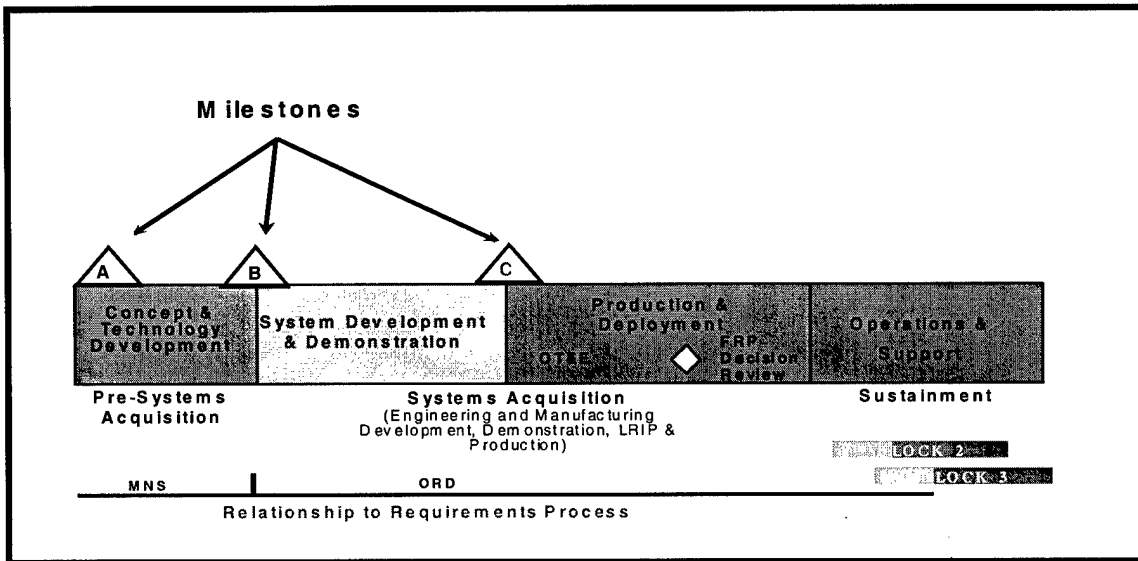 Milestones
A
B
C
Concept &
Technology
Development
System Development
& Demonstration
Production &
Deployment
OT&E
FRP
Decision
Review
Operations &
Support
Pre-Systems
Acquisition
Systems Acquisition
(Engineering and Manufacturing
Development, Demonstration, LRIP &
Production)
Sustainment
LOCK 2
LOCK 3
MNS
ORD
Relationship to Requirements Process